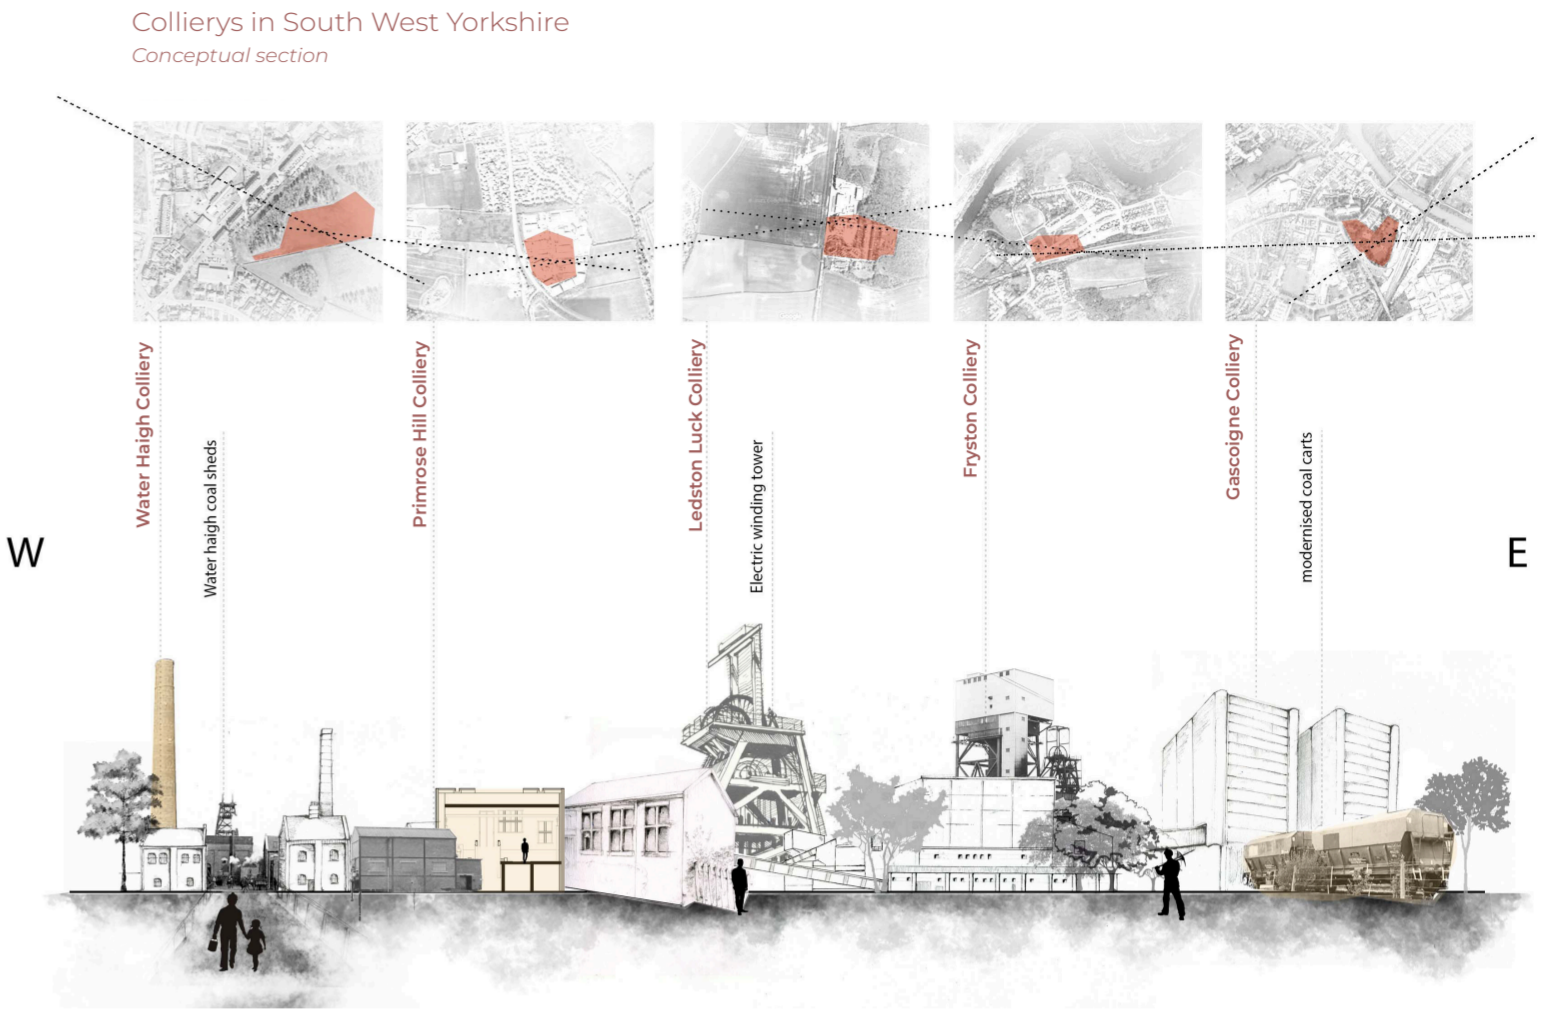 Collierys in South West Yorkshire
Conceptual section
Water Haigh Colliery
Water haigh coal sheds
Primrose Hill Colliery
Ledston Luck Colliery
Electric winding tower
Fryston Colliery
Gascoigne Colliery
modernised coal carts
W
E